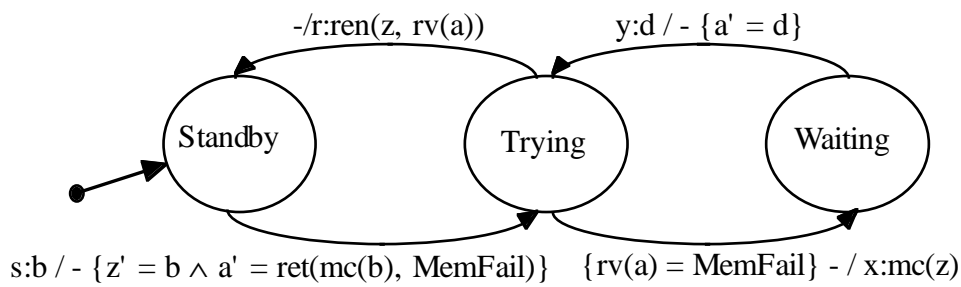 -/r:ren(z, rv(a))
y:d / - {a' = d}
Standby
Trying
Waiting
s:b / - {z' = b ∧ a' = ret(mc(b), MemFail)}
{rv(a) = MemFail} - / x:mc(z)